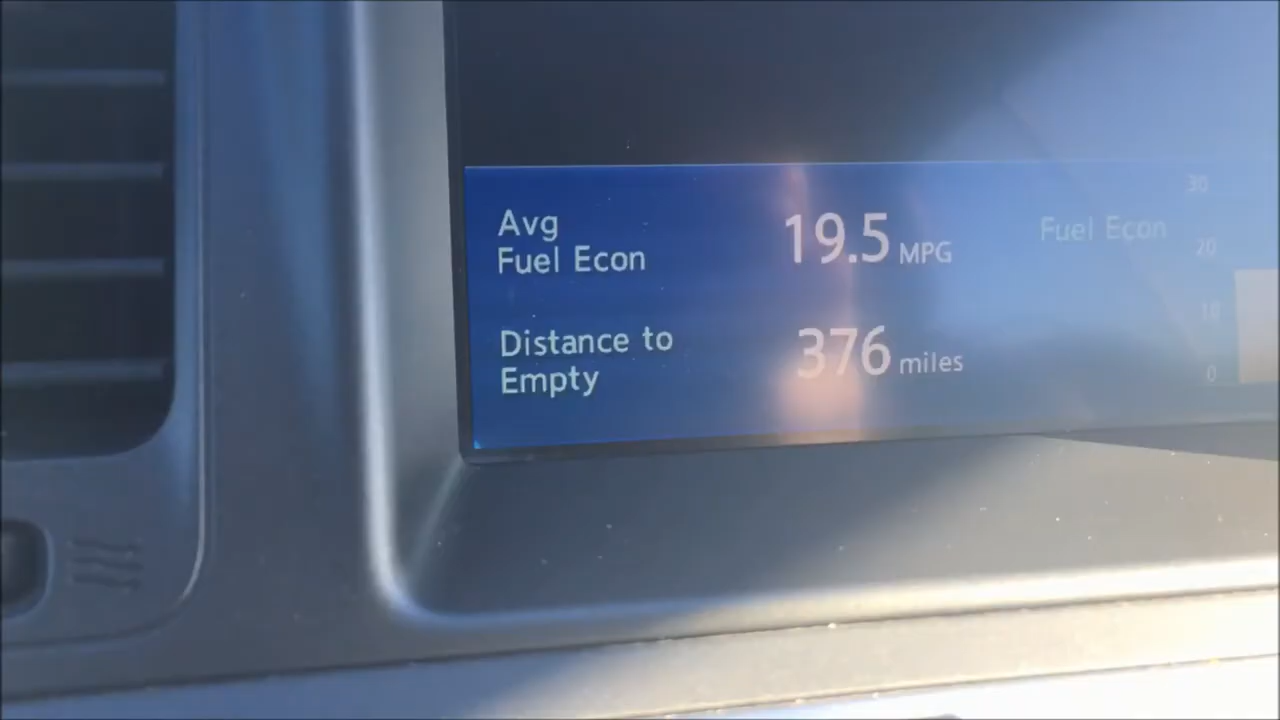 Avg
Fuel Econ
19.5 MPG
Distance to
Empty
376 miles
Fuel Econ
30
20
10
0